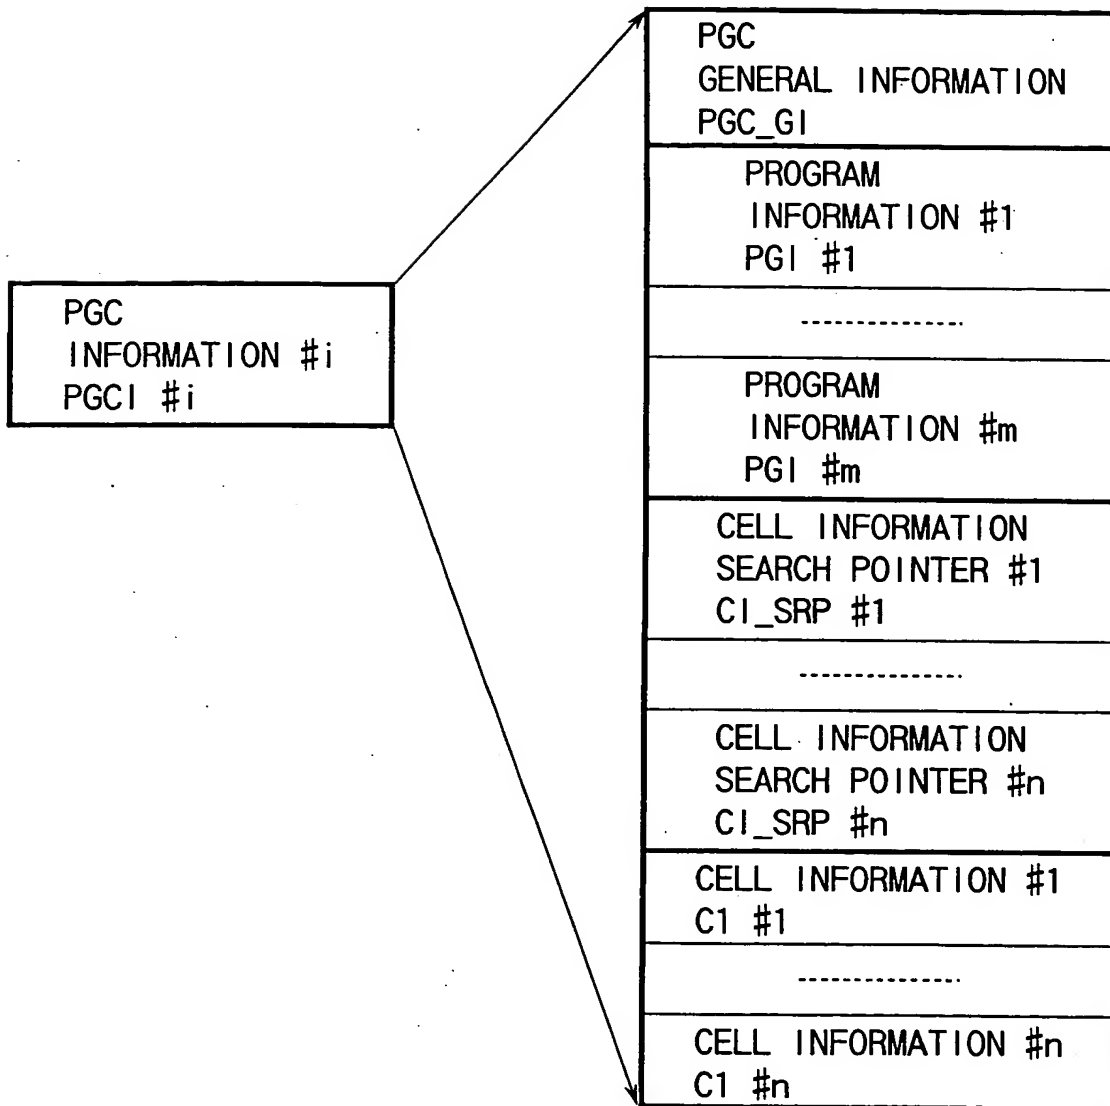 PGC
INFORMATION #i
PGCI #i
PGC
GENERAL INFORMATION
PGC_GI
PROGRAM
INFORMATION #1
PGI #1
PROGRAM
INFORMATION #m
PGI #m
CELL INFORMATION
SEARCH POINTER #1
CI_SRP #1
CELL INFORMATION
SEARCH POINTER #n
CI_SRP #n
CELL INFORMATION #1
C1 #1
CELL INFORMATION #n
C1 #n